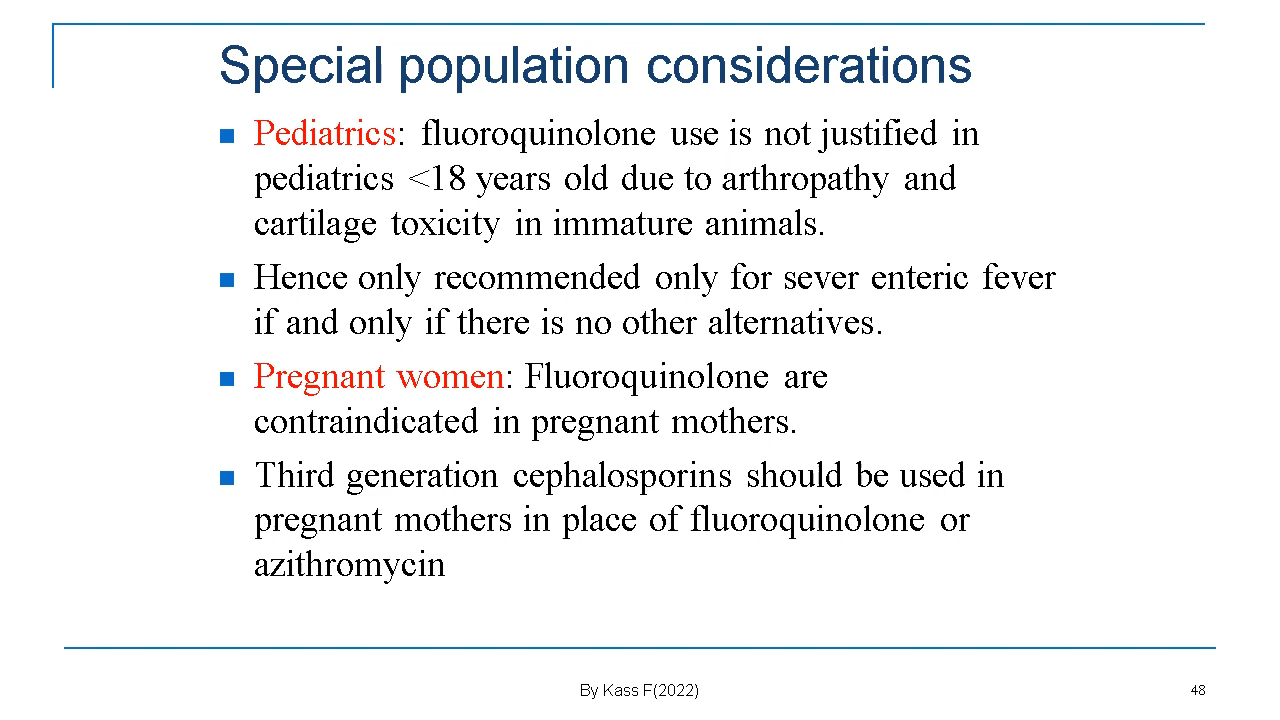 Special population considerations
Pediatrics: fluoroquinolone use is not justified in
pediatrics <18 years old due to arthropathy and
cartilage toxicity in immature animals.
Hence only recommended only for sever enteric fever
if and only if there is no other alternatives.
Pregnant women: Fluoroquinolone are
contraindicated in pregnant mothers.
Third generation cephalosporins should be used in
pregnant mothers in place of fluoroquinolone or
azithromycin
By Kass F(2022)
48